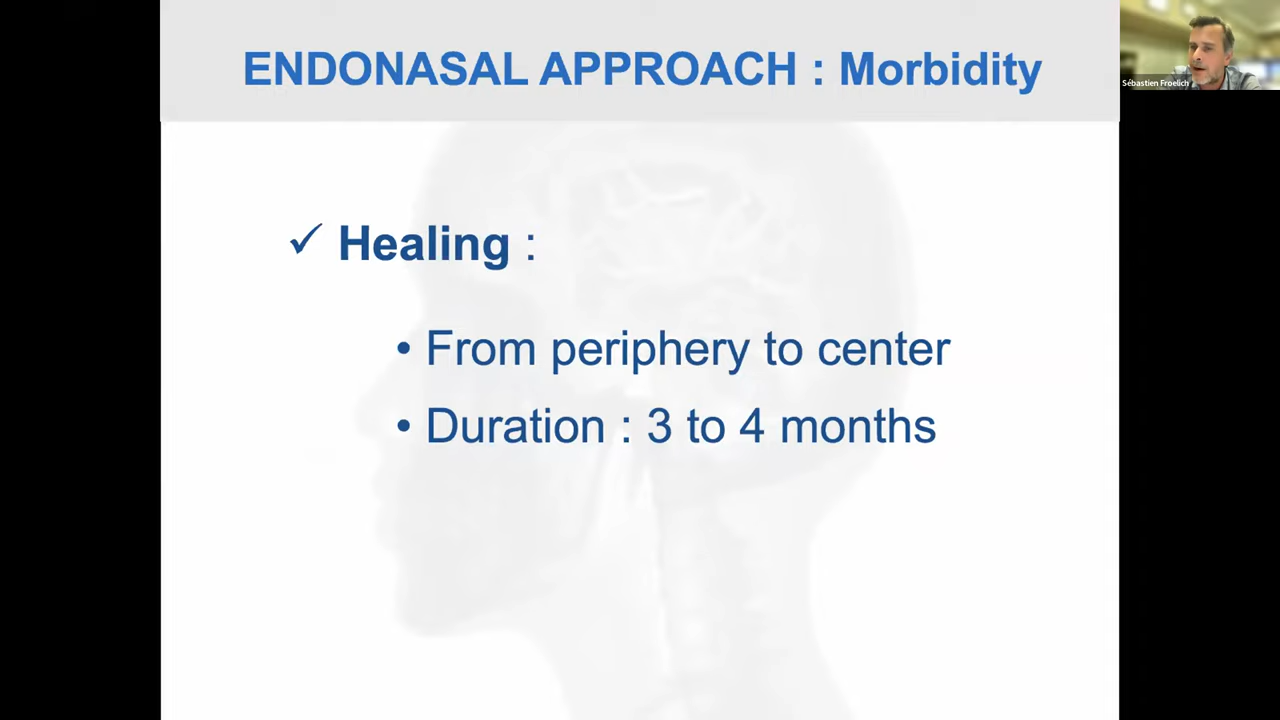 ENDONASAL APPROACH : Morbidity
Sébastien Froelich
✓ Healing :
• From periphery to center
• Duration : 3 to 4 months